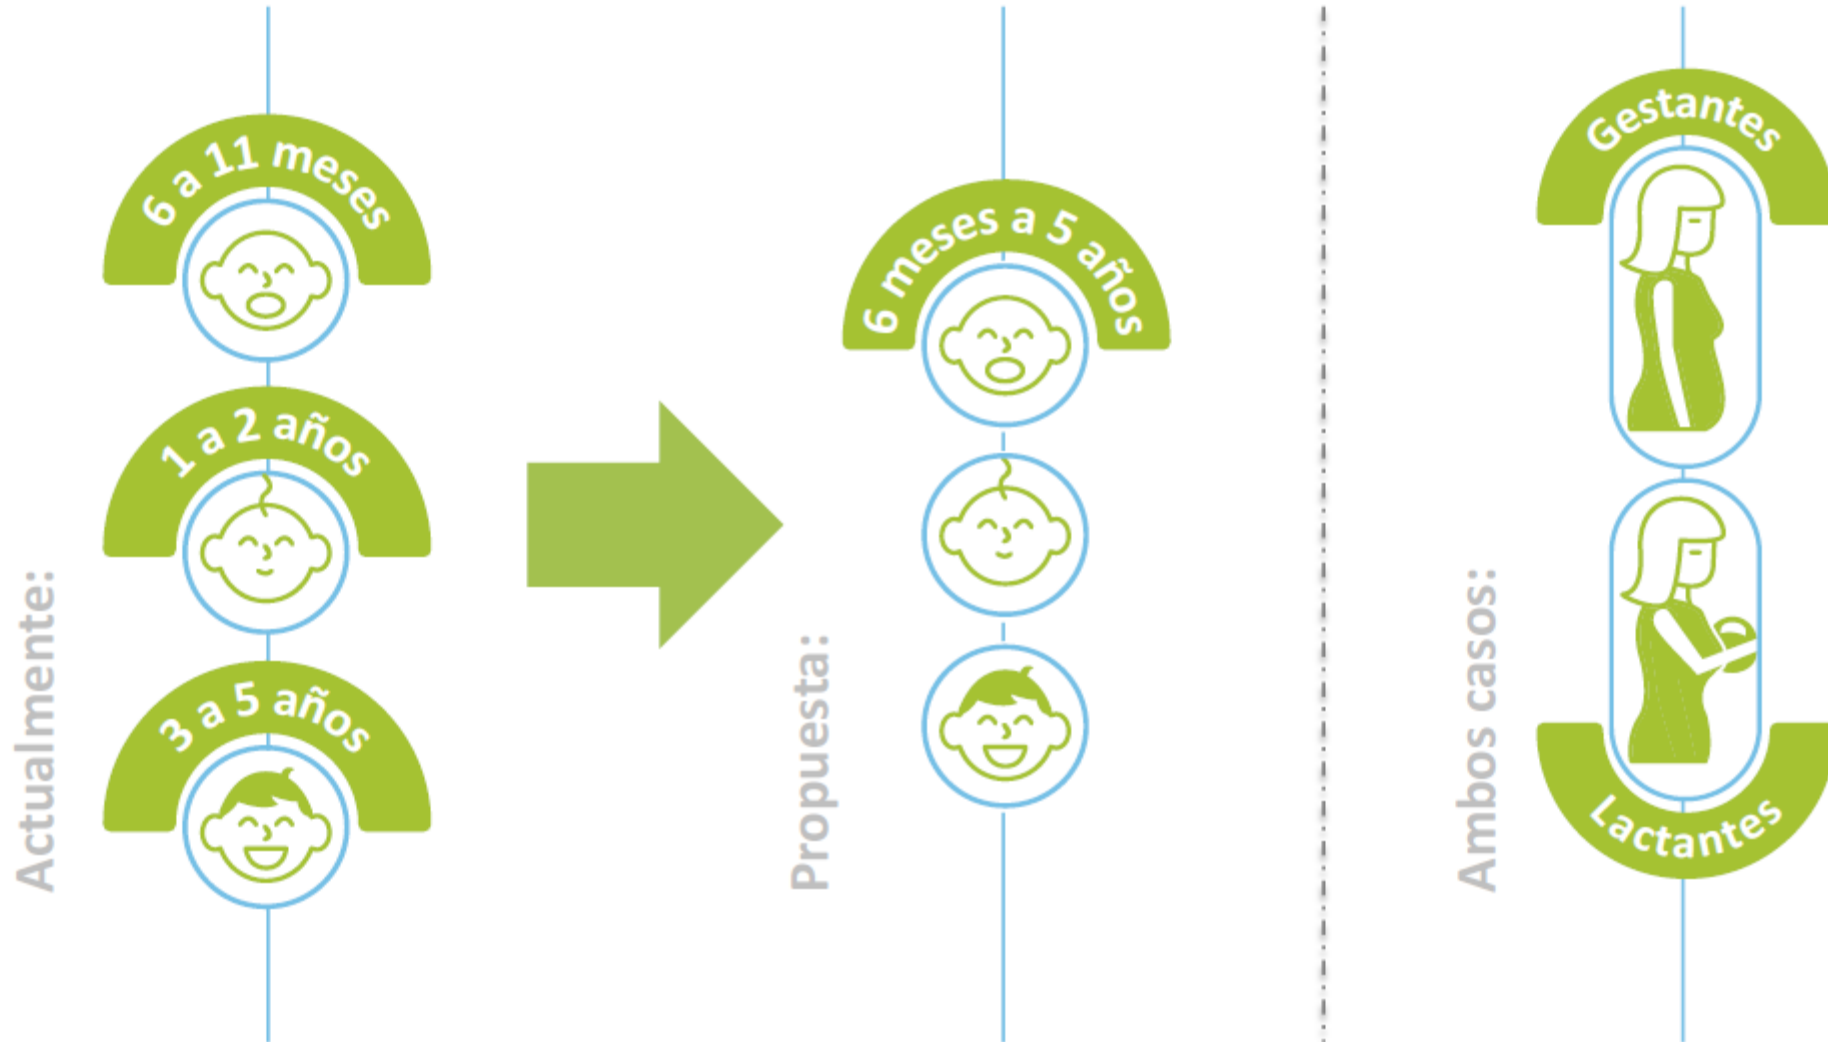 Actualmente:
6 a 11 meses
1 a 2 años
3 a 5 años
Propuesta:
6 meses a 5 años
Ambos casos:
Gestantes
Lactantes